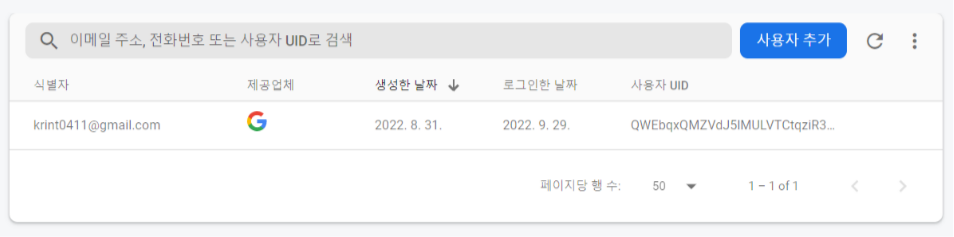 이메일 주소, 전화번호 또는 사용자 UID로 검색 사용자 추가
식별자 제공업체 생성한 날짜 로그인한 날짜 사용자 UID
krint0411@gmail.com 2022. 8. 31. 2022. 9. 29. QWEbqxQMZVdJ5IMULVTCtqziR3...
페이지당 행 수: 50 1 – 1 of 1